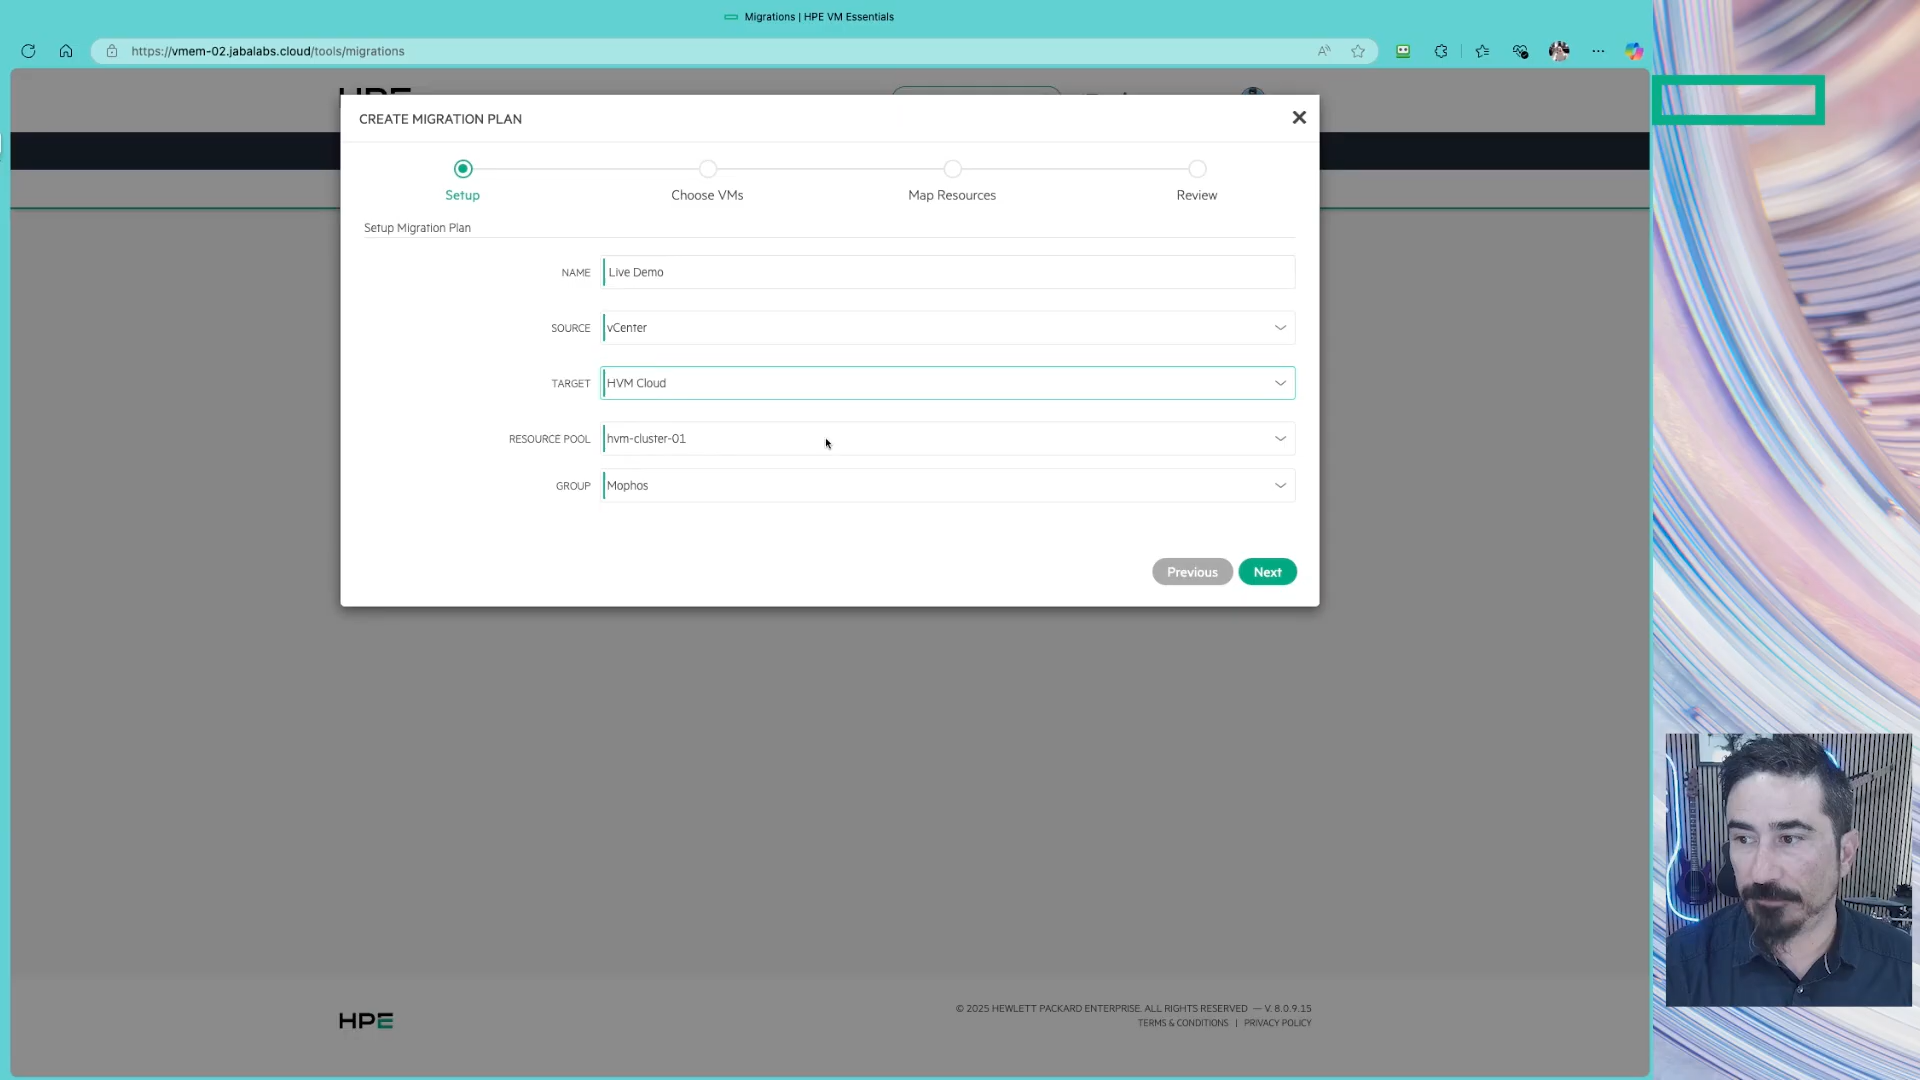 Migrations | HPE VM Essentials
https://vmem-02.jabalabs.cloud/tools/migrations
HPE
CREATE MIGRATION PLAN
Setup
Choose VMs
Map Resources
Review
Setup Migration Plan
NAME
Live Demo
SOURCE
vCenter
TARGET
HVM Cloud
RESOURCE POOL
hvm-cluster-01
GROUP
Mophos
Previous
Next
HPE
© 2025 HEWLETT PACKARD ENTERPRISE. ALL RIGHTS RESERVED — V. 8.0.9.15
TERMS & CONDITIONS | PRIVACY POLICY